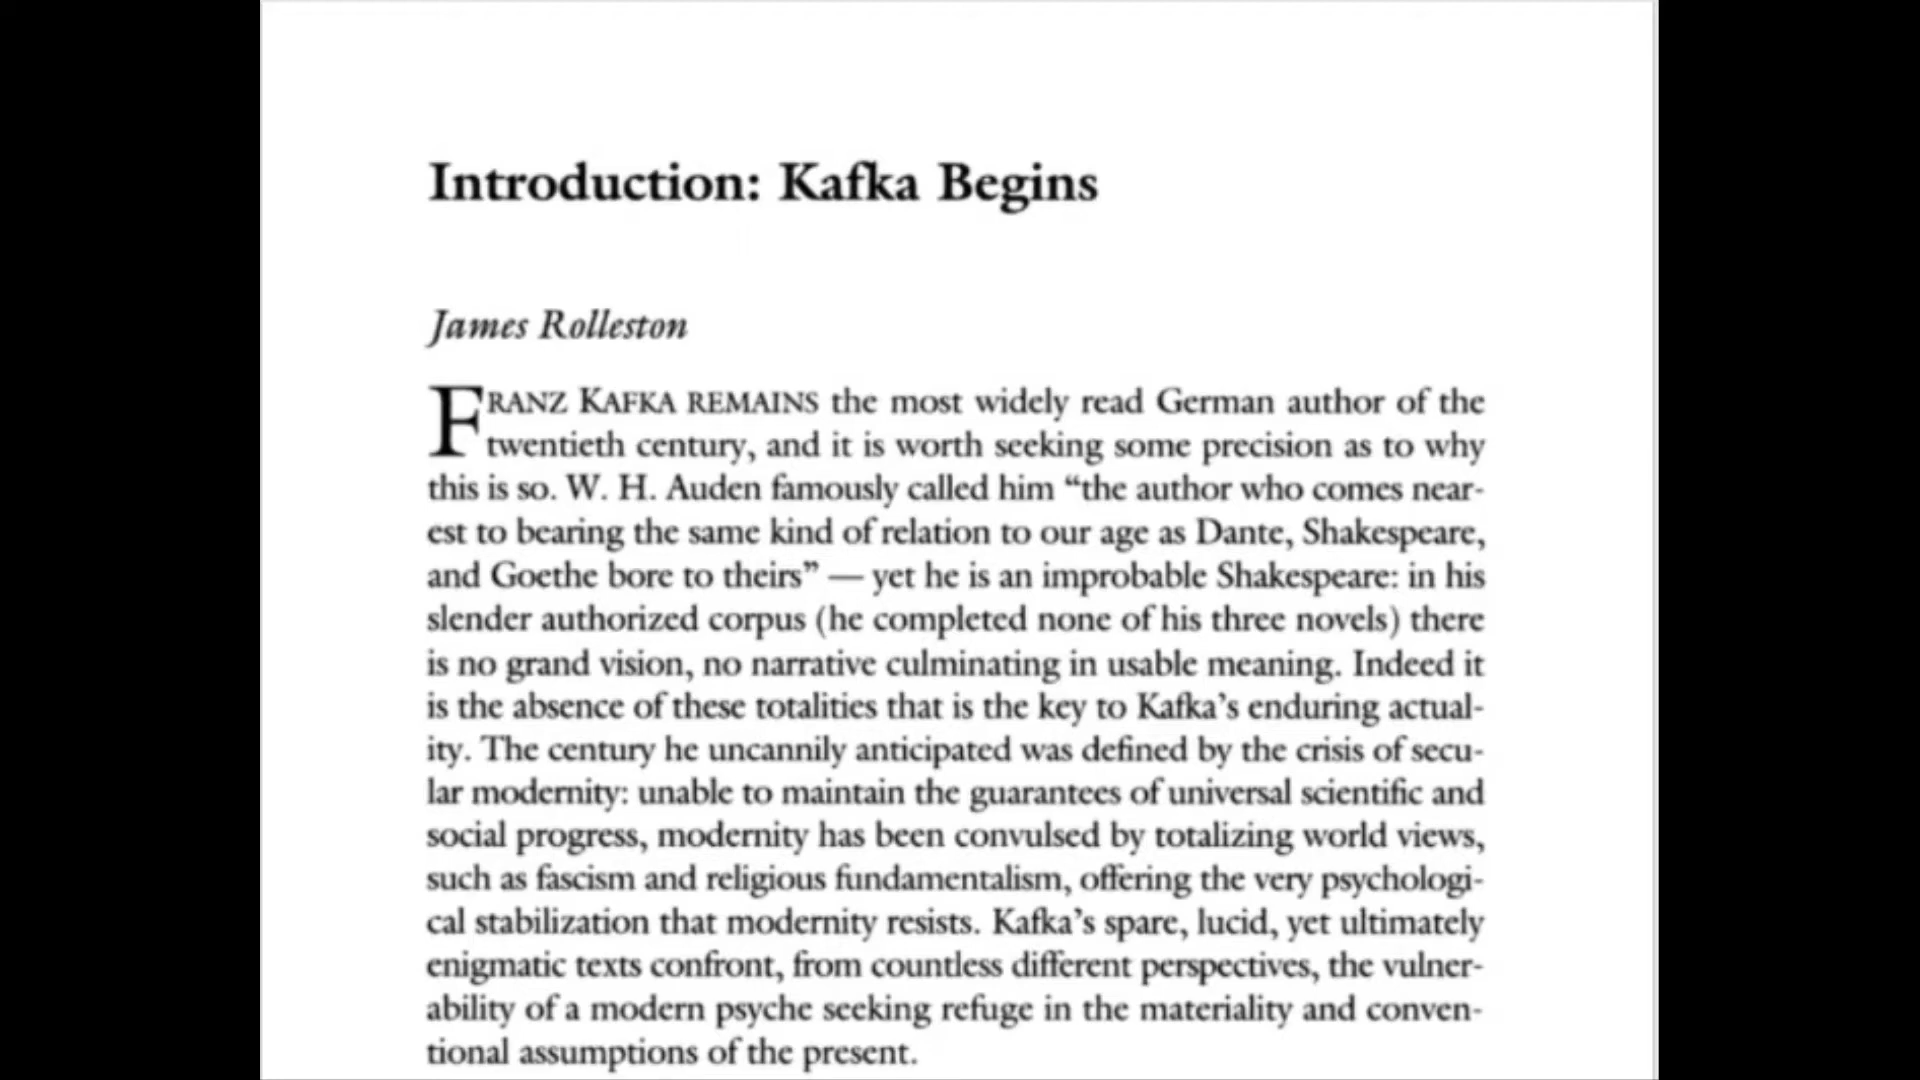 Introduction: Kafka Begins
James Rolleston
FRANZ KAFKA REMAINS the most widely read German author of the
twentieth century, and it is worth seeking some precision as to why
this is so. W. H. Auden famously called him “the author who comes near-
est to bearing the same kind of relation to our age as Dante, Shakespeare,
and Goethe bore to theirs” — yet he is an improbable Shakespeare: in his
slender authorized corpus (he completed none of his three novels) there
is no grand vision, no narrative culminating in usable meaning. Indeed it
is the absence of these totalities that is the key to Kafka’s enduring actual-
ity. The century he uncannily anticipated was defined by the crisis of secu-
lar modernity: unable to maintain the guarantees of universal scientific and
social progress, modernity has been convulsed by totalizing world views,
such as fascism and religious fundamentalism, offering the very psychologi-
cal stabilization that modernity resists. Kafka’s spare, lucid, yet ultimately
enigmatic texts confront, from countless different perspectives, the vulner-
ability of a modern psyche seeking refuge in the materiality and conven-
tional assumptions of the present.